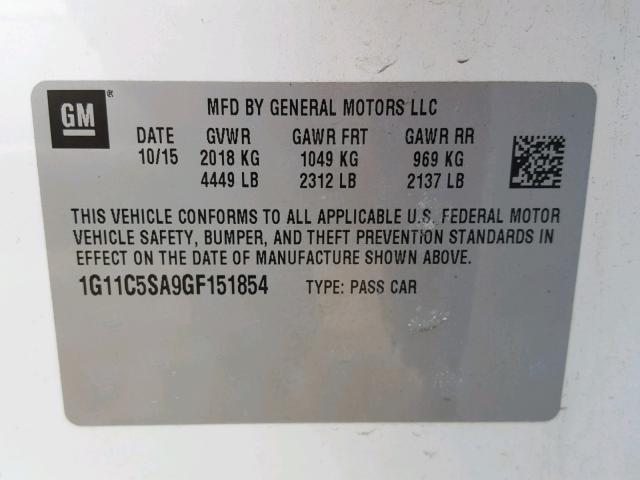 GM®
MFD BY GENERAL MOTORS LLC
DATE GVWR GAWR FRT GAWR RR
10/15 2018 KG 1049 KG 969 KG
4449 LB 2312 LB 2137 LB
THIS VEHICLE CONFORMS TO ALL APPLICABLE U.S. FEDERAL MOTOR
VEHICLE SAFETY, BUMPER, AND THEFT PREVENTION STANDARDS IN
EFFECT ON THE DATE OF MANUFACTURE SHOWN ABOVE.
1G11C5SA9GF151854 TYPE: PASS CAR